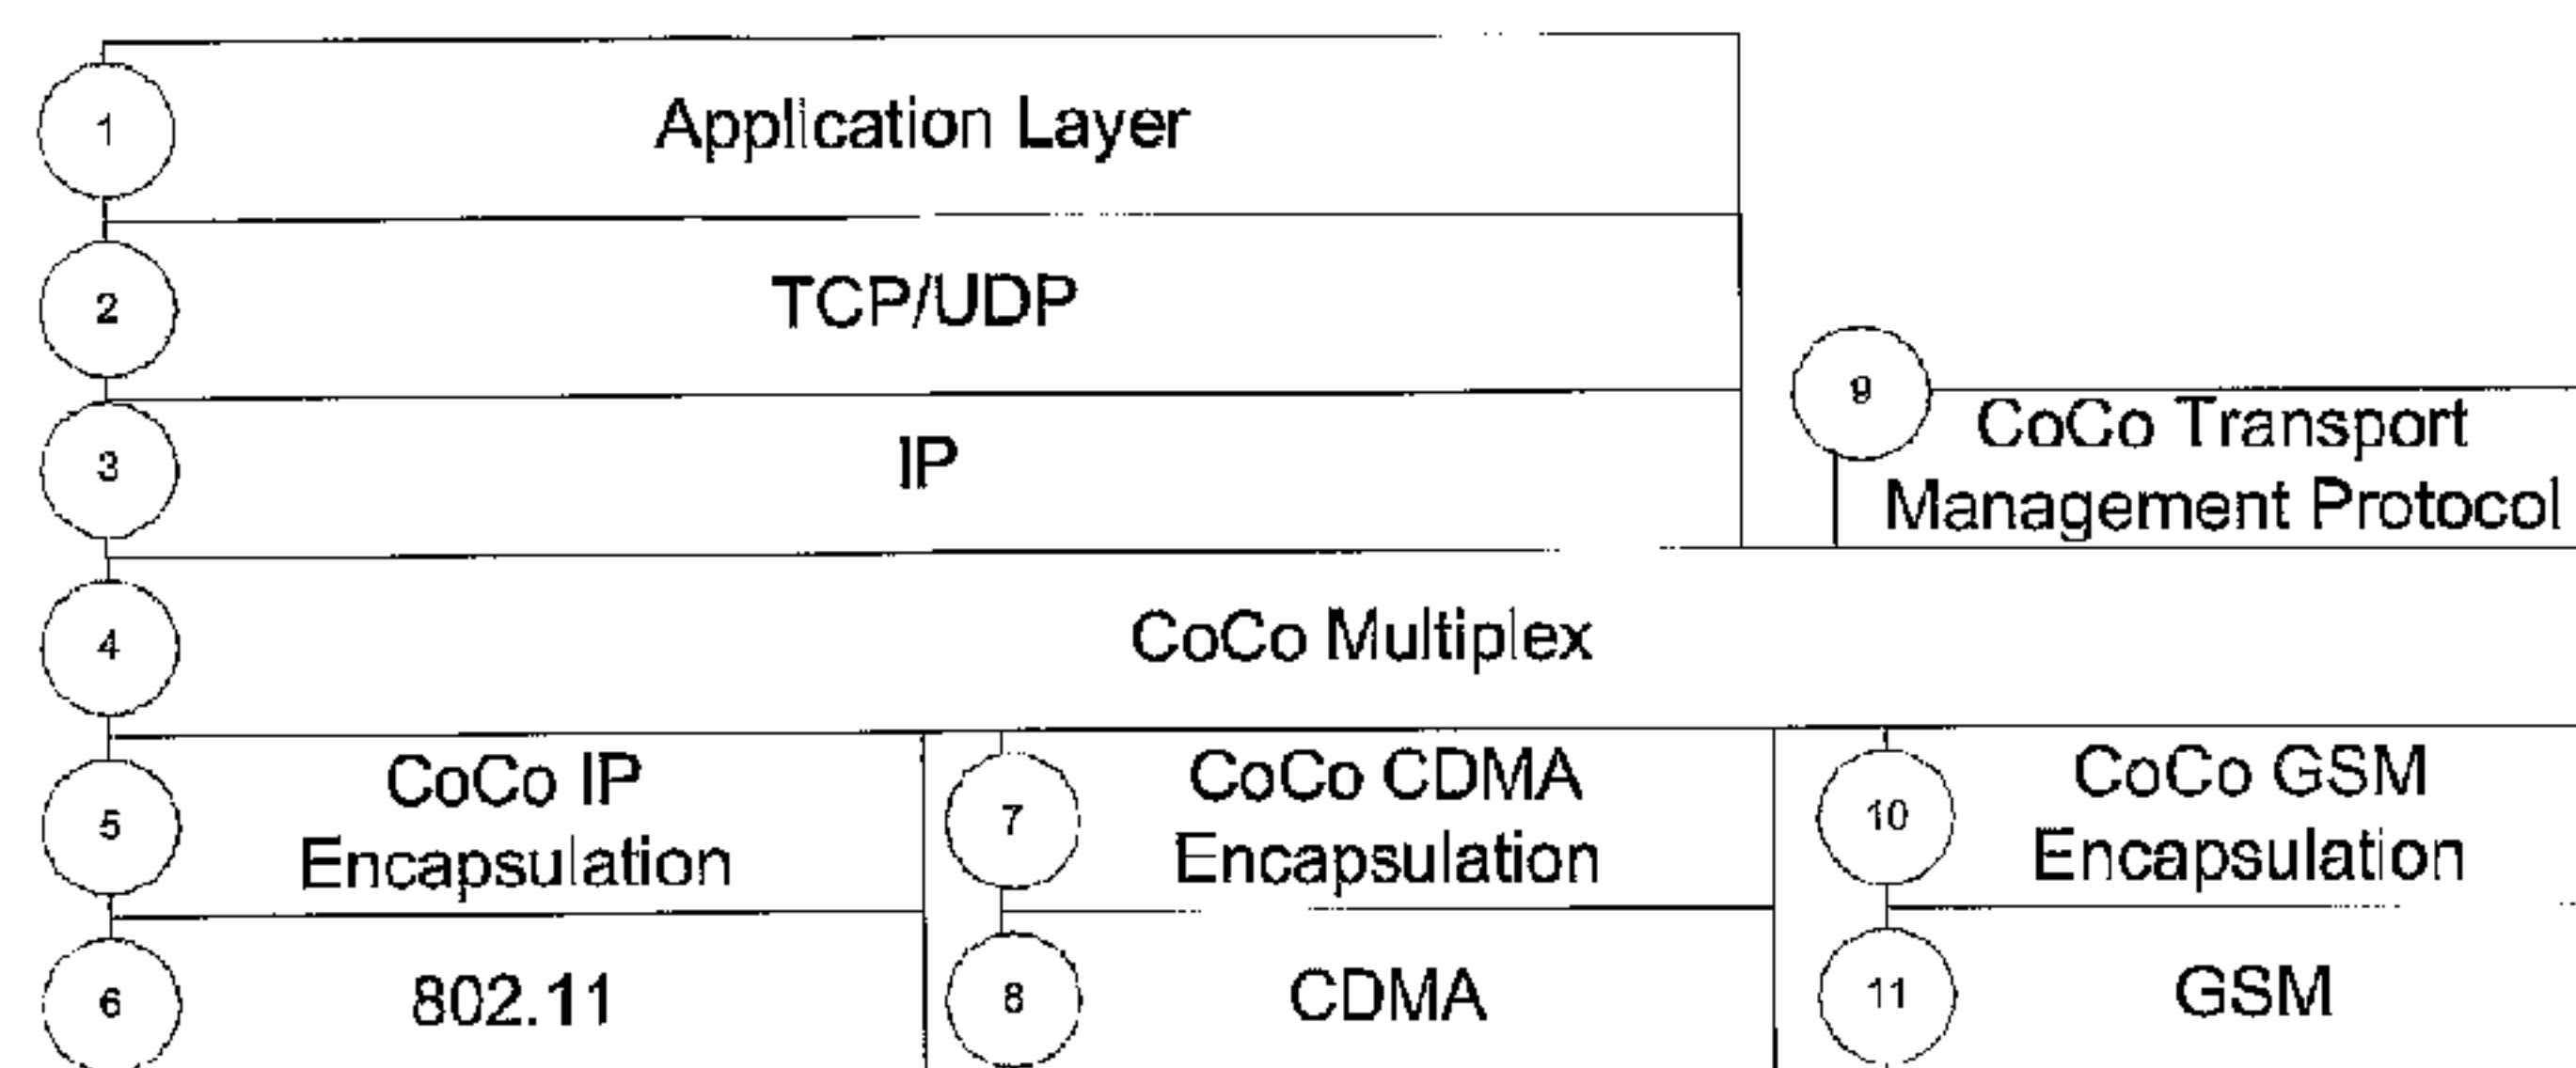 1
Application Layer
2
TCP/UDP
3
IP
9
CoCo Transport
Management Protocol
4
CoCo Multiplex
5
CoCo IP
Encapsulation
7
CoCo CDMA
Encapsulation
10
CoCo GSM
Encapsulation
6
802.11
8
CDMA
11
GSM